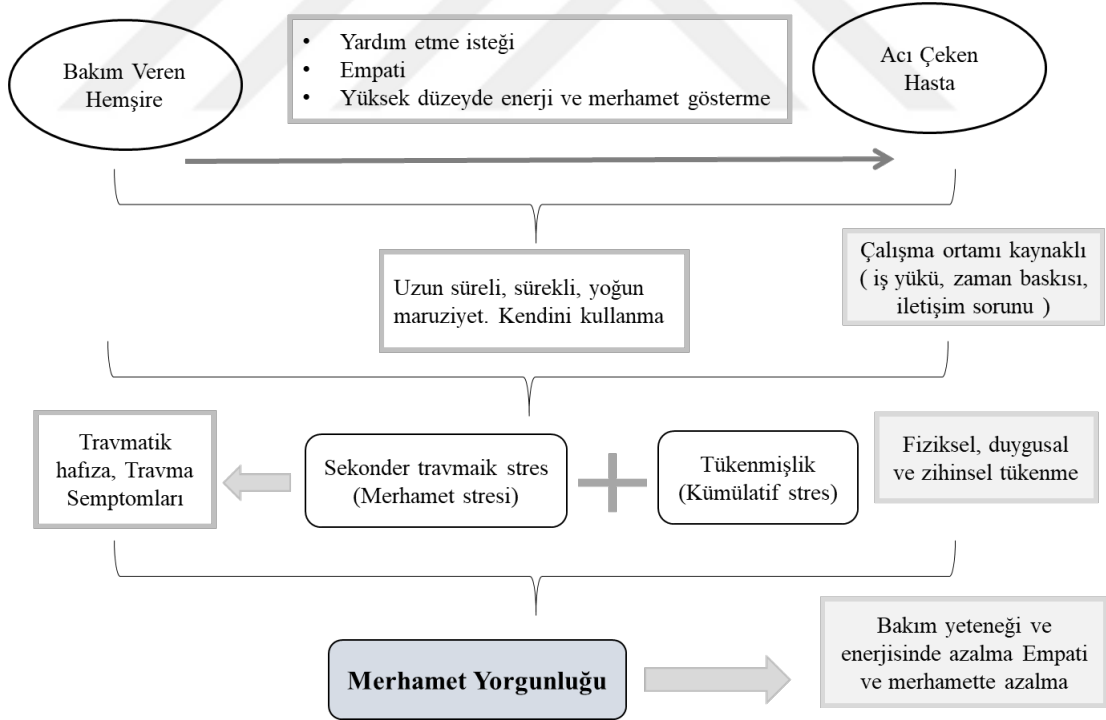 Bakım Veren
Hemşire
• Yardım etme isteği
• Empati
• Yüksek düzeyde enerji ve merhamet gösterme
Acı Çeken
Hasta
Uzun süreli, sürekli, yoğun
maruziyet. Kendini kullanma
Çalışma ortamı kaynaklı
( iş yükü, zaman baskısı,
iletişim sorunu )
Travmatik
hafıza, Travma
Semptomları
Sekonder travmaik stres
(Merhamet stresi)
Tükenmişlik
(Kümülatif stres)
Fiziksel, duygusal
ve zihinsel tükenme
Merhamet Yorgunluğu
Bakım yeteneği ve
enerjisinde azalma Empati
ve merhamette azalma